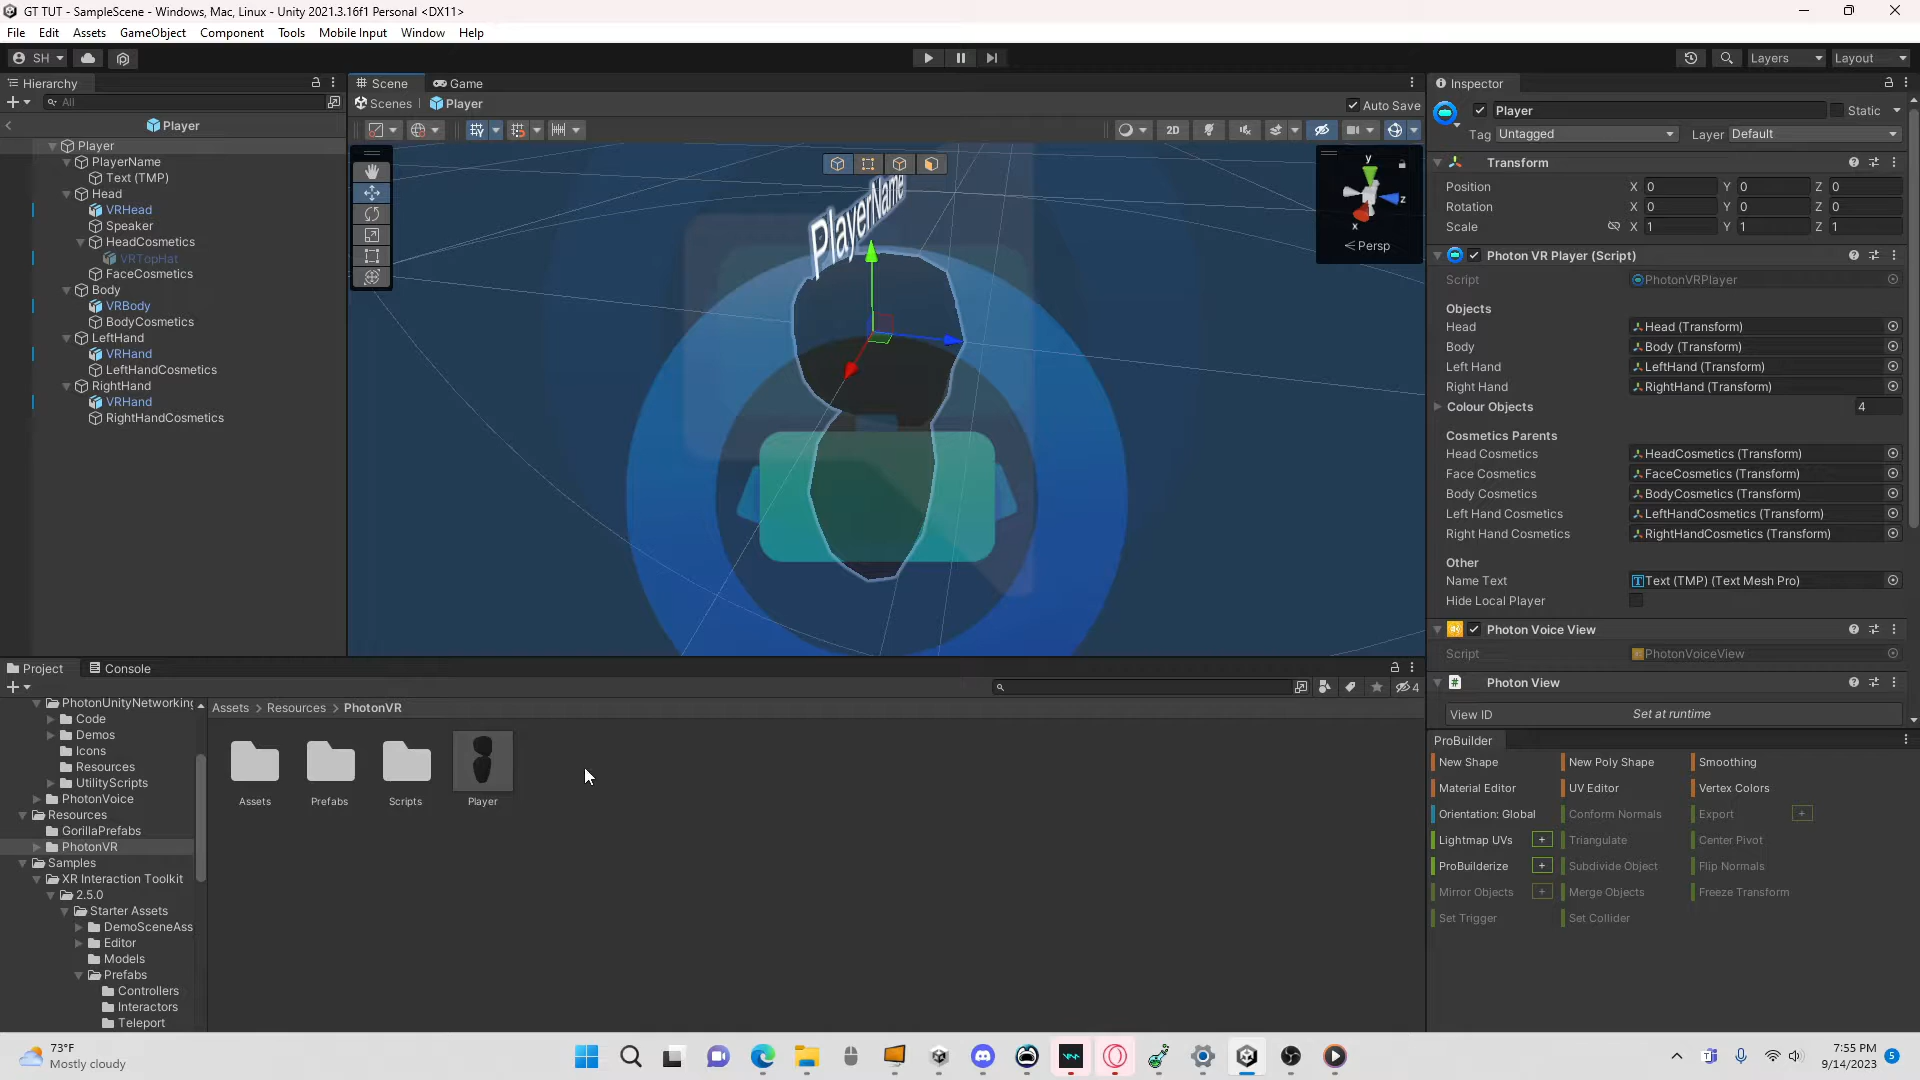 GT TUT - SampleScene - Windows, Mac, Linux - Unity 2021.3.16f1 Personal <DX11>
File Edit Assets GameObject Component Tools Mobile Input Window Help
SH Layers Layout
Hierarchy
All
Player
Player
PlayerName
Text (TMP)
Head
VRHead
Speaker
HeadCosmetics
VRTopHat
FaceCosmetics
Body
VRBody
BodyCosmetics
LeftHand
VRHand
LeftHandCosmetics
RightHand
VRHand
RightHandCosmetics
Scene Game
Scenes Player Auto Save
2D
PlayerName
y
z
x
Persp
Inspector
Player Static
Tag Untagged Layer Default
Transform
Position X 0 Y 0 Z 0
Rotation X 0 Y 0 Z 0
Scale X 1 Y 1 Z 1
Photon VR Player (Script)
Script PhotonVRPlayer
Objects
Head Head (Transform)
Body Body (Transform)
Left Hand LeftHand (Transform)
Right Hand RightHand (Transform)
Colour Objects 4
Cosmetics Parents
Head Cosmetics HeadCosmetics (Transform)
Face Cosmetics FaceCosmetics (Transform)
Body Cosmetics BodyCosmetics (Transform)
Left Hand Cosmetics LeftHandCosmetics (Transform)
Right Hand Cosmetics RightHandCosmetics (Transform)
Other
Name Text Text (TMP) (Text Mesh Pro)
Hide Local Player
Photon Voice View
Script PhotonVoiceView
Photon View
View ID Set at runtime
Project Console
4
PhotonUnityNetworking
Code
Demos
Icons
Resources
UtilityScripts
PhotonVoice
Resources
GorillaPrefabs
PhotonVR
Samples
XR Interaction Toolkit
2.5.0
Starter Assets
DemoSceneAss
Editor
Models
Prefabs
Controllers
Interactors
Teleport
Assets > Resources > PhotonVR
Assets Prefabs Scripts Player
ProBuilder
New Shape New Poly Shape Smoothing
Material Editor UV Editor Vertex Colors
Orientation: Global Conform Normals Export +
Lightmap UVs + Triangulate Center Pivot
ProBuilderize + Subdivide Object Flip Normals
Mirror Objects + Merge Objects Freeze Transform
Set Trigger Set Collider
73°F
Mostly cloudy
7:55 PM
9/14/2023
5